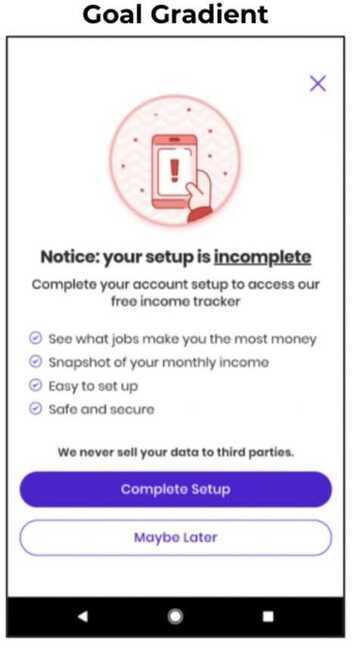 Goal Gradient
Notice: your setup is incomplete
Complete your account setup to access our
free income tracker
See what jobs make you the most money
Snapshot of your monthly income
Easy to set up
Safe and secure
We never sell your data to third parties.
Complete Setup
Maybe Later